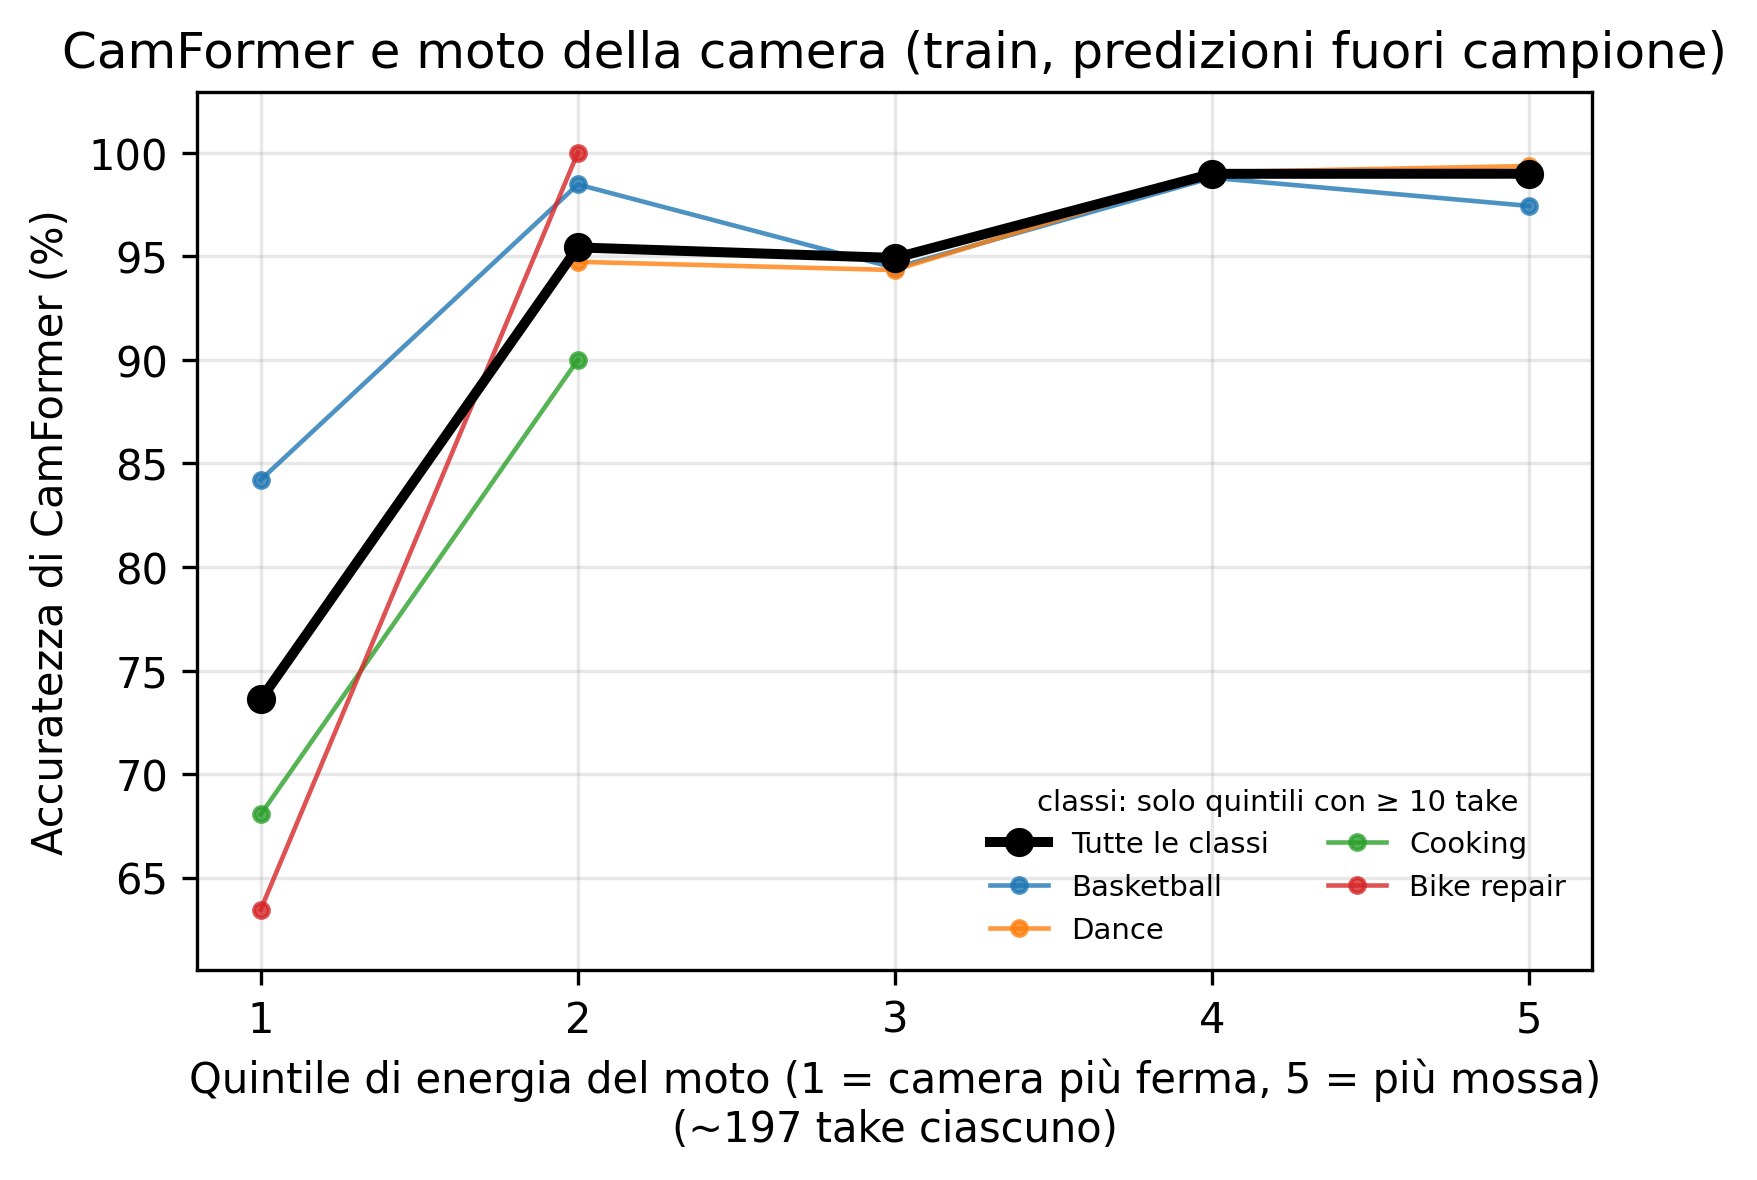 CamFormer e moto della camera (train, predizioni fuori campione)
Accuratezza di CamFormer (%)
100
95
90
85
80
75
70
65
classi: solo quintili con ≥ 10 take
Tutte le classi
Basketball
Dance
Cooking
Bike repair
1 2 3 4 5
Quintile di energia del moto (1 = camera più ferma, 5 = più mossa)
(~197 take ciascuno)